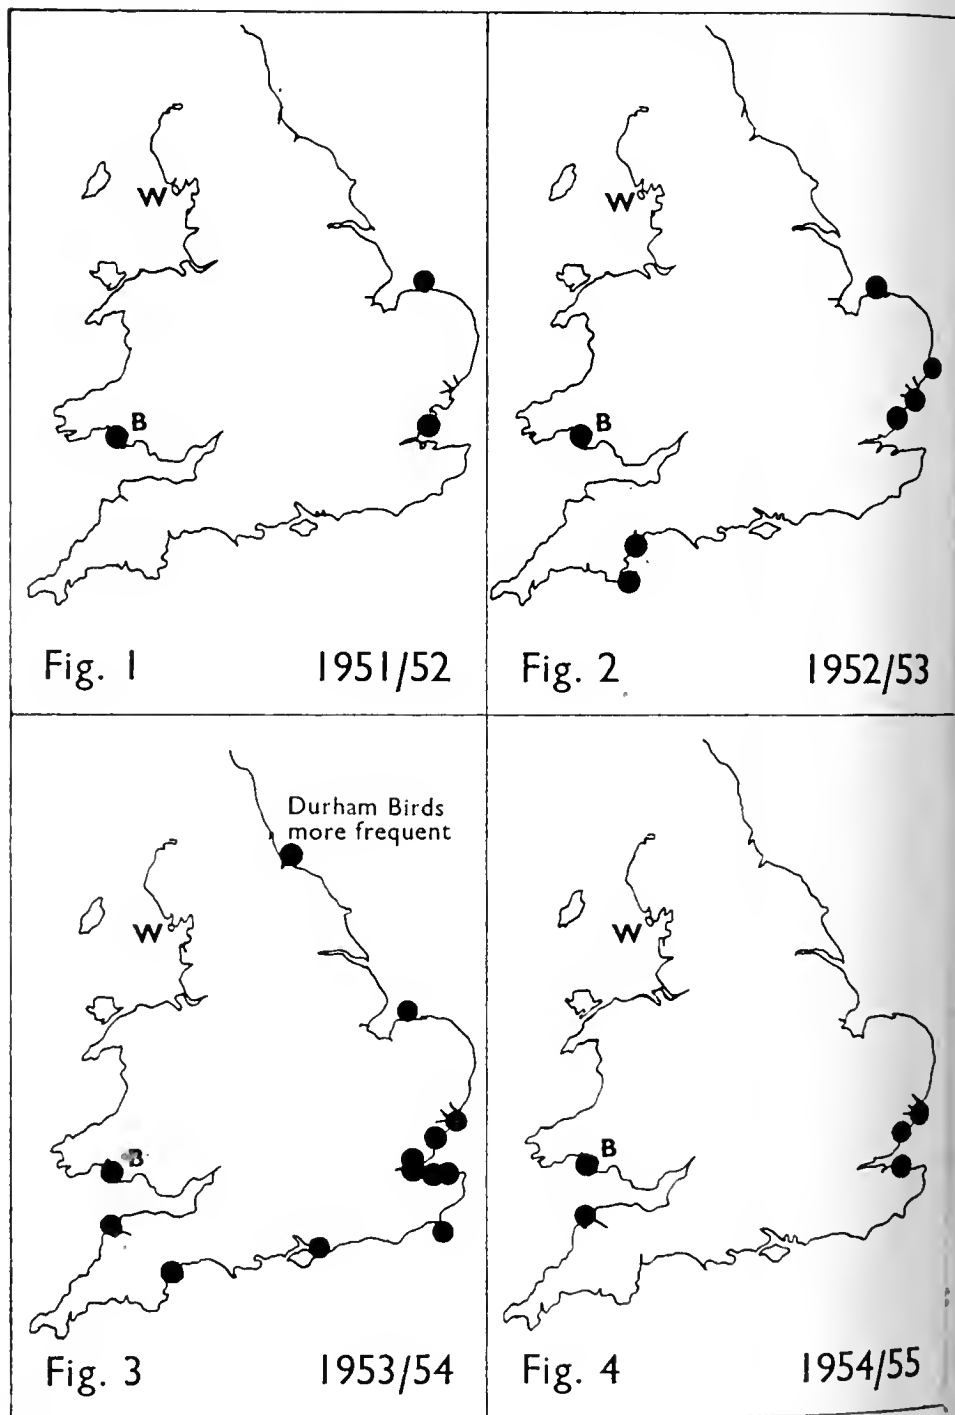 W
B
Fig. 1 1951/52
W
B
Fig. 2 1952/53
Durham Birds
more frequent
W
B
Fig. 3 1953/54
W
B
Fig. 4 1954/55